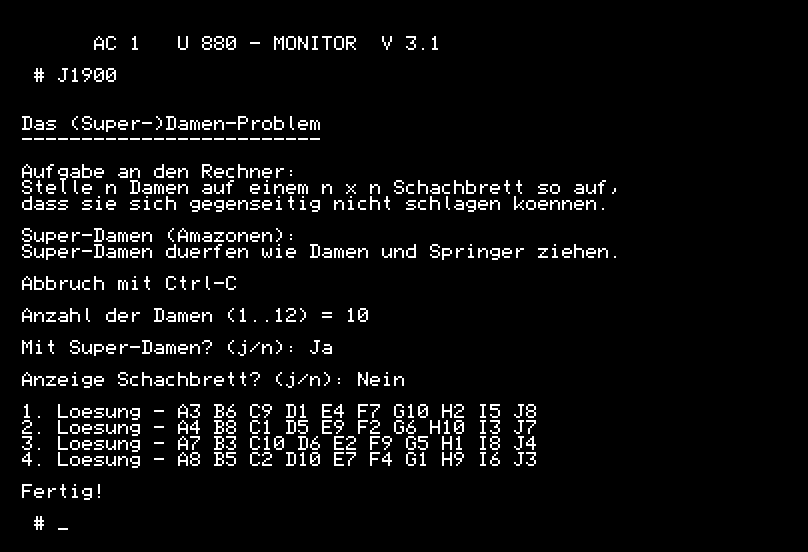 AC 1 U 880 - MONITOR V 3.1
# J1900
Das (Super-)Damen-Problem
-------------------------
Aufgabe an den Rechner:
Stelle n Damen auf einem n x n Schachbrett so auf,
dass sie sich gegenseitig nicht schlagen koennen.
Super-Damen (Amazonen):
Super-Damen duerfen wie Damen und Springer ziehen.
Abbruch mit Ctrl-C
Anzahl der Damen (1..12) = 10
Mit Super-Damen? (j/n): Ja
Anzeige Schachbrett? (j/n): Nein
1. Loesung - A3 B6 C9 D1 E4 F7 G10 H2 I5 J8
2. Loesung - A4 B8 C1 D5 E9 F2 G6 H10 I3 J7
3. Loesung - A7 B3 C10 D6 E2 F9 G5 H1 I8 J4
4. Loesung - A8 B5 C2 D10 E7 F4 G1 H9 I6 J3
Fertig!
# _